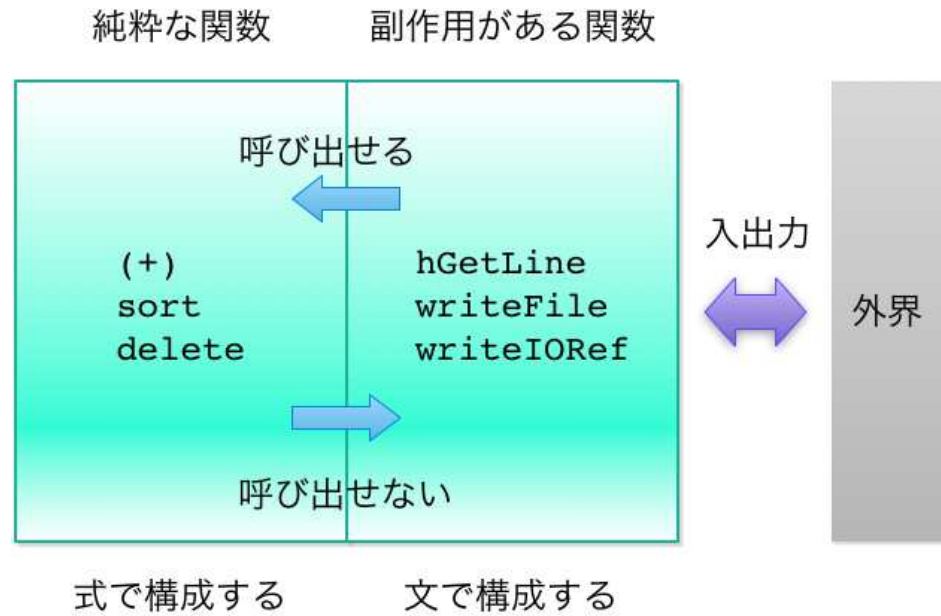 純粋な関数
副作用がある関数
呼び出せる
(+)
sort
delete
hGetLine
writeFile
writeIORef
呼び出せない
入出力
外界
式で構成する
文で構成する